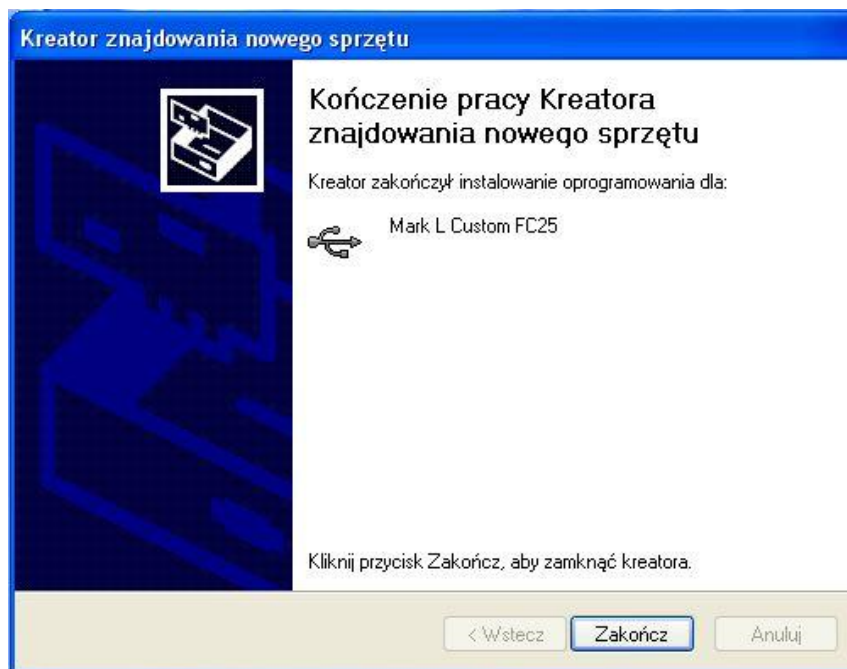 Kreator znajdowania nowego sprzętu
Kończenie pracy Kreatora
znajdowania nowego sprzętu
Kreator zakończył instalowanie oprogramowania dla:
Mark L Custom FC25
Kliknij przycisk Zakończ, aby zamknąć kreatora.
< Wstecz
Zakończ
Anuluj